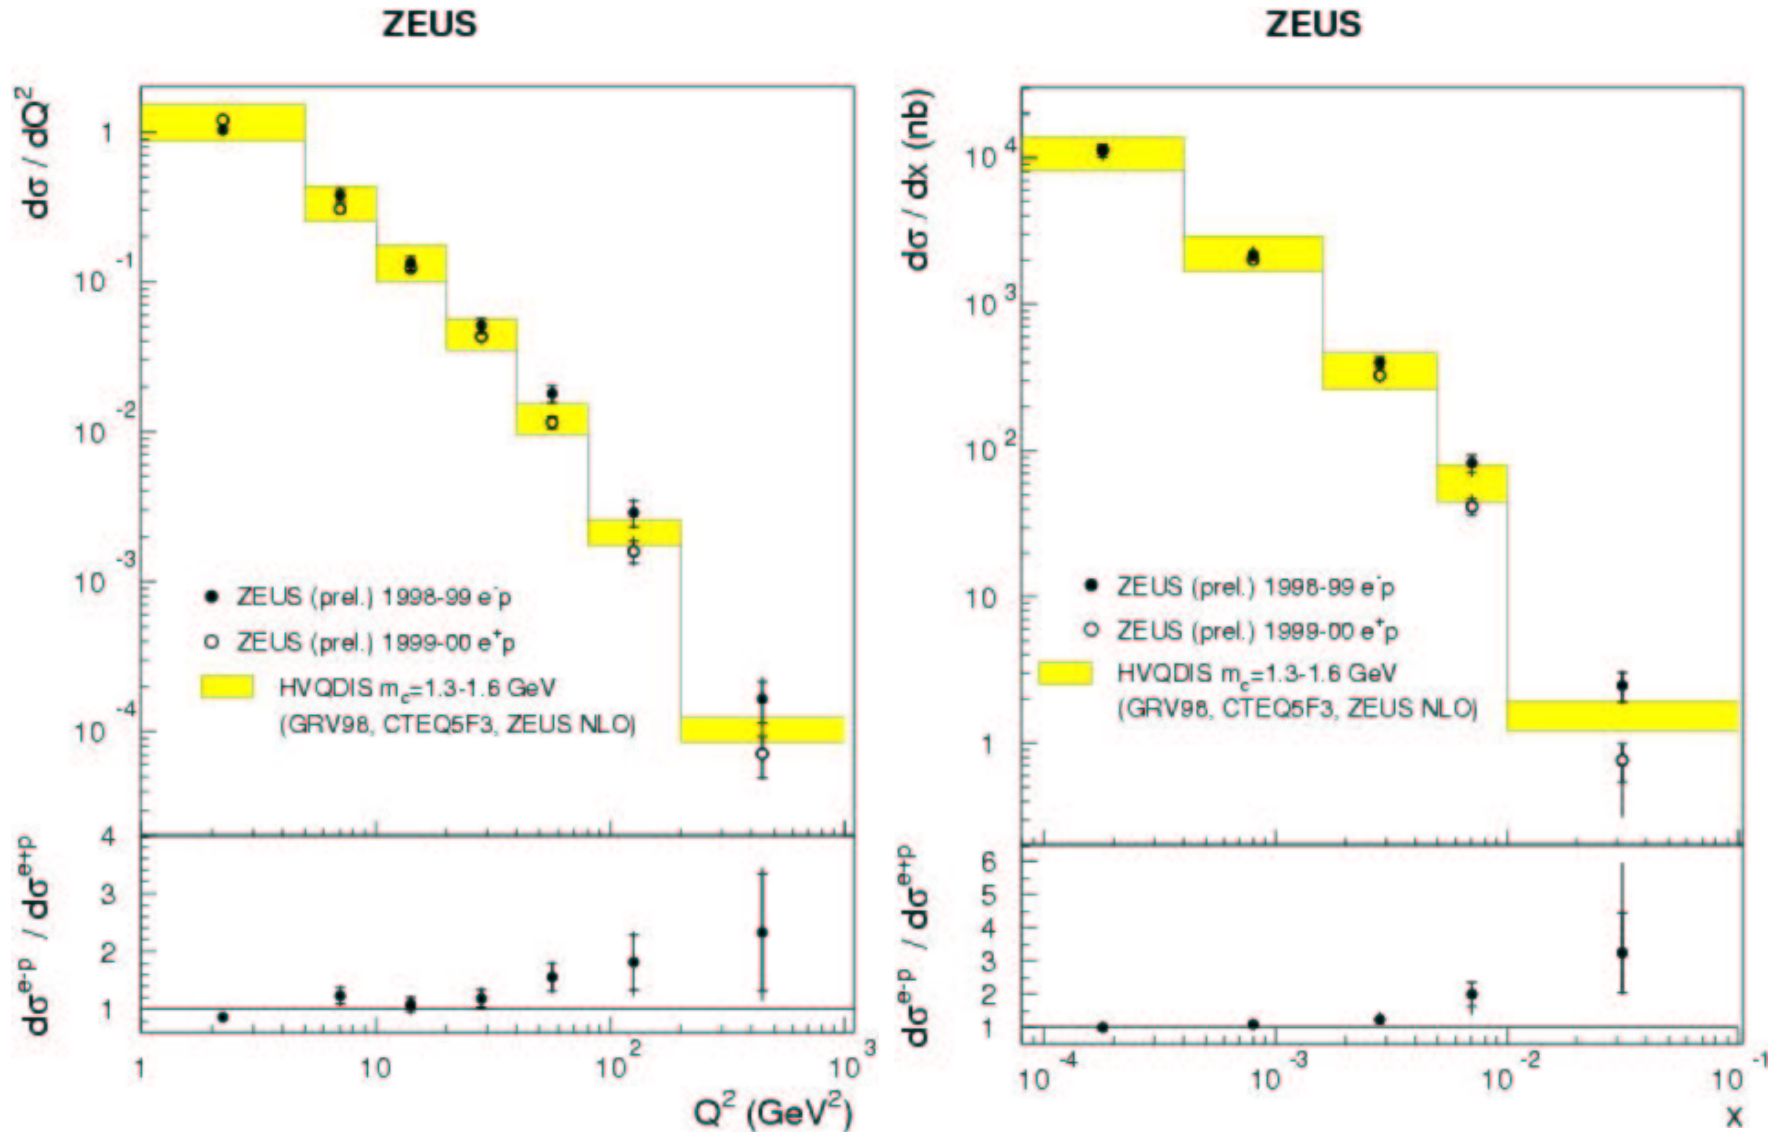 ZEUS
dσ / dQ²
1
10⁻¹
10⁻²
10⁻³
10⁻⁴
● ZEUS (prel.) 1998-99 e⁻p
○ ZEUS (prel.) 1999-00 e⁺p
HVQDIS m_c=1.3-1.6 GeV
(GRV98, CTEQ5F3, ZEUS NLO)
dσ^{e-p} / dσ^{e+p}
4
3
2
1
1 10 10² 10³
Q² (GeV²)
ZEUS
dσ / dx (nb)
10⁴
10³
10²
10
1
● ZEUS (prel.) 1998-99 e⁻p
○ ZEUS (prel.) 1999-00 e⁺p
HVQDIS m_c=1.3-1.6 GeV
(GRV98, CTEQ5F3, ZEUS NLO)
dσ^{e-p} / dσ^{e+p}
6
5
4
3
2
1
10⁻⁴ 10⁻³ 10⁻² 10⁻¹
x